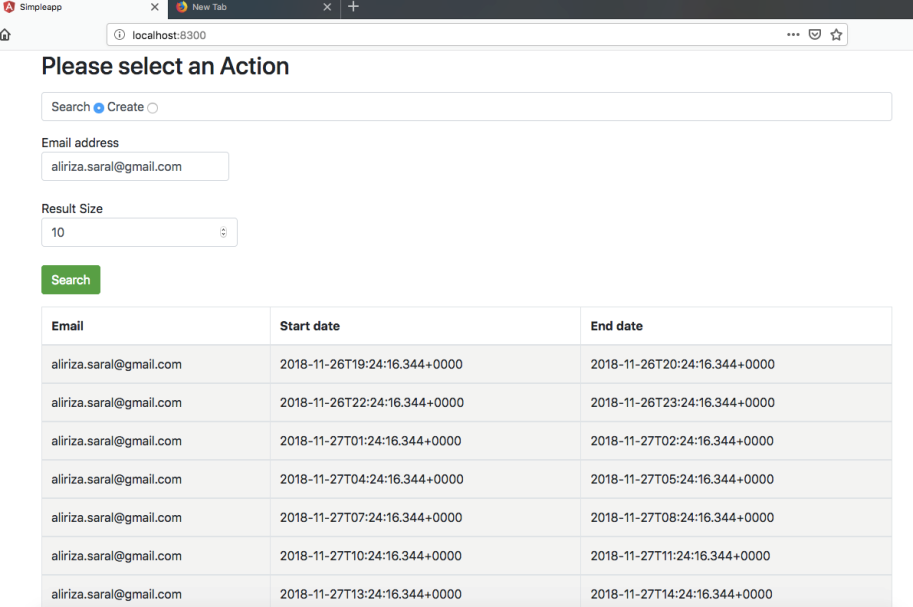 Simpleapp New Tab
localhost:8300
Please select an Action
Search Create
Email address
aliriza.saral@gmail.com
Result Size
10
Search
Email Start date End date
aliriza.saral@gmail.com 2018-11-26T19:24:16.344+0000 2018-11-26T20:24:16.344+0000
aliriza.saral@gmail.com 2018-11-26T22:24:16.344+0000 2018-11-26T23:24:16.344+0000
aliriza.saral@gmail.com 2018-11-27T01:24:16.344+0000 2018-11-27T02:24:16.344+0000
aliriza.saral@gmail.com 2018-11-27T04:24:16.344+0000 2018-11-27T05:24:16.344+0000
aliriza.saral@gmail.com 2018-11-27T07:24:16.344+0000 2018-11-27T08:24:16.344+0000
aliriza.saral@gmail.com 2018-11-27T10:24:16.344+0000 2018-11-27T11:24:16.344+0000
aliriza.saral@gmail.com 2018-11-27T13:24:16.344+0000 2018-11-27T14:24:16.344+0000